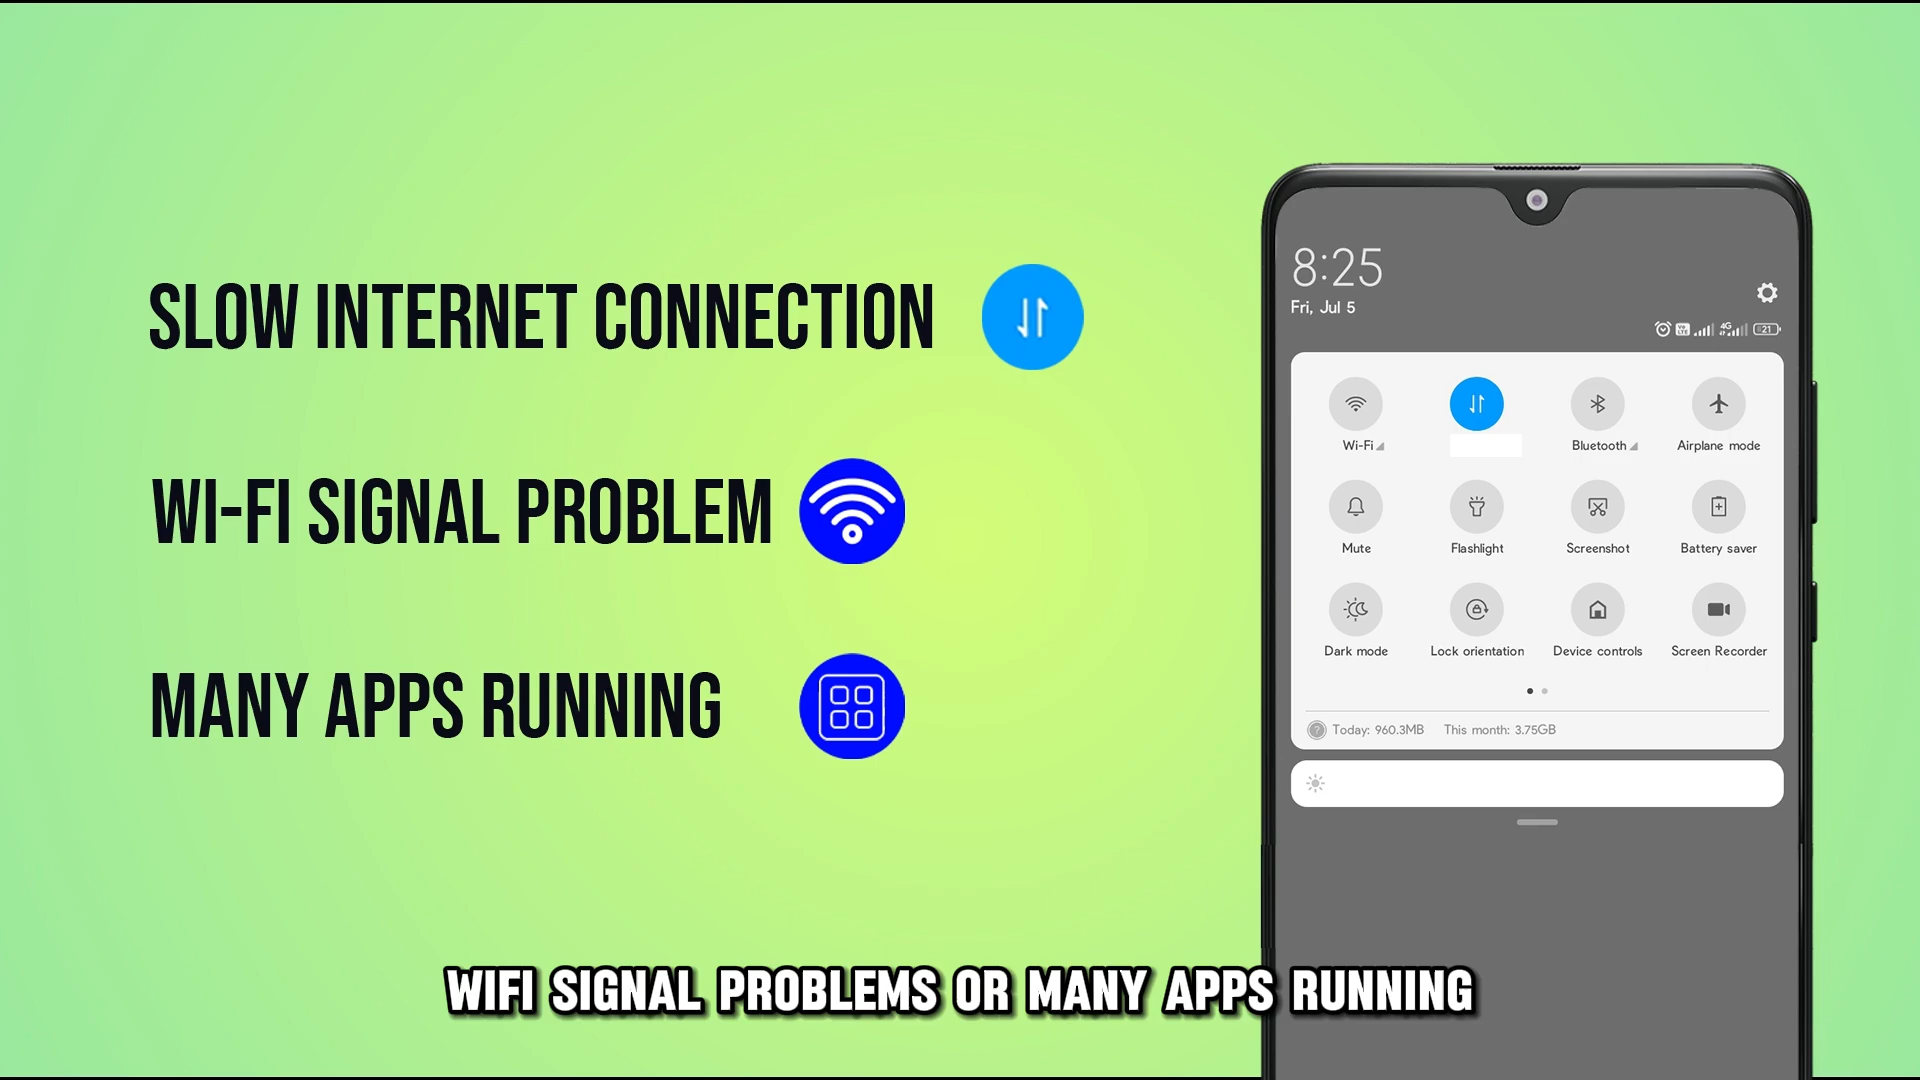 SLOW INTERNET CONNECTION
WI-FI SIGNAL PROBLEM
MANY APPS RUNNING
8:25
Fri, Jul 5
4G
21
Wi-Fi
Bluetooth
Airplane mode
Mute
Flashlight
Screenshot
Battery saver
Dark mode
Lock orientation
Device controls
Screen Recorder
Today: 960.3MB This month: 3.75GB
WIFI SIGNAL PROBLEMS OR MANY APPS RUNNING